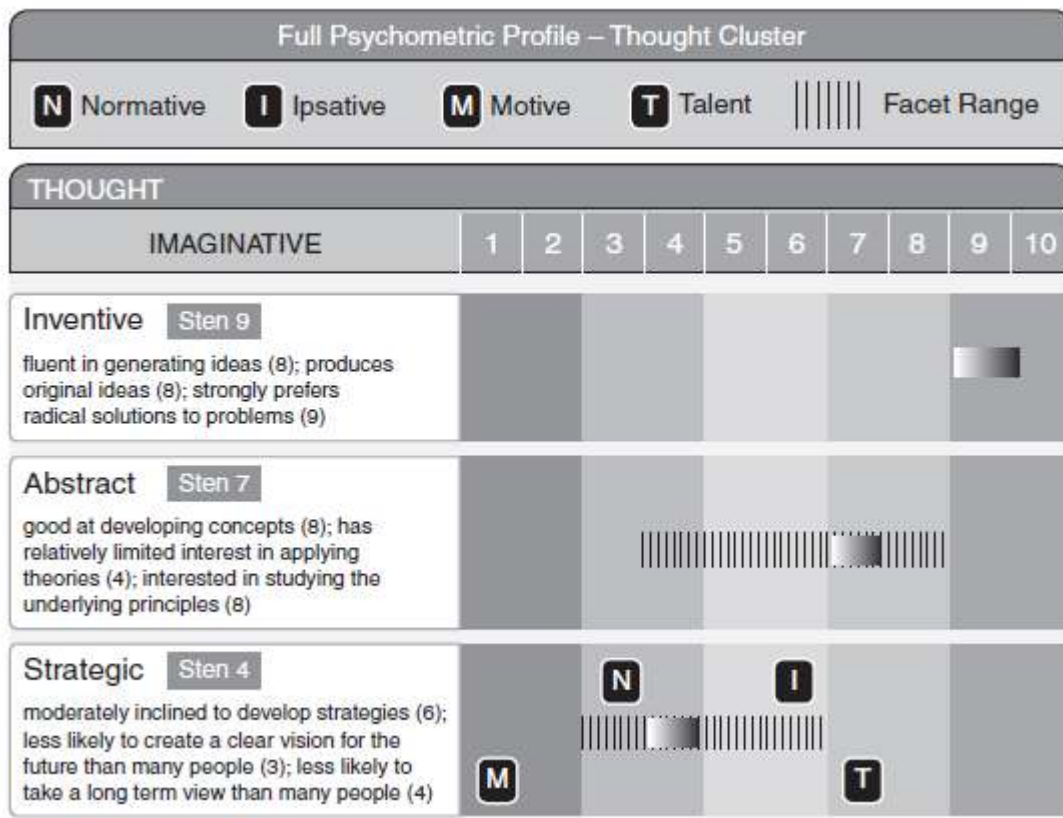 Full Psychometric Profile – Thought Cluster
N Normative I Ipsative M Motive T Talent Facet Range
THOUGHT
IMAGINATIVE 1 2 3 4 5 6 7 8 9 10
Inventive Sten 9
fluent in generating ideas (8); produces
original ideas (8); strongly prefers
radical solutions to problems (9)
Abstract Sten 7
good at developing concepts (8); has
relatively limited interest in applying
theories (4); interested in studying the
underlying principles (8)
Strategic Sten 4
N I
moderately inclined to develop strategies (6);
less likely to create a clear vision for the
future than many people (3); less likely to
take a long term view than many people (4)
M T